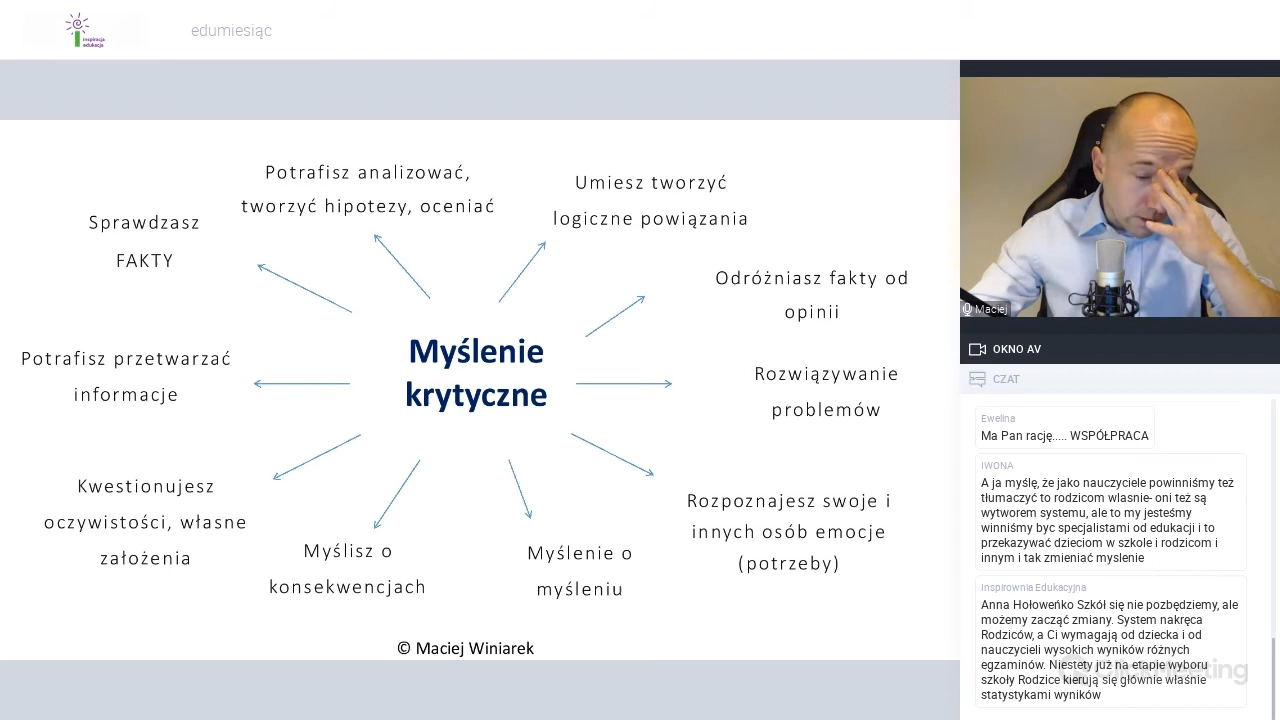 inspiracja
edukacja
edumiesiąc
Potrafisz analizować,
tworzyć hipotezy, oceniać
Umiesz tworzyć
logiczne powiązania
Sprawdzasz
FAKTY
Odróżniasz fakty od
opinii
Potrafisz przetwarzać
informacje
Myślenie
krytyczne
Rozwiązywanie
problemów
Kwestionujesz
oczywistości, własne
założenia
Myślisz o
konsekwencjach
Myślenie o
myśleniu
Rozpoznajesz swoje i
innych osób emocje
(potrzeby)
© Maciej Winiarek
Maciej
OKNO AV
CZAT
Ewelina
Ma Pan rację..... WSPÓŁPRACA
IWONA
A ja myślę, że jako nauczyciele powinniśmy też
tłumaczyć to rodzicom wlasnie- oni też są
wytworem systemu, ale to my jesteśmy
winniśmy byc specjalistami od edukacji i to
przekazywać dzieciom w szkole i rodzicom i
innym i tak zmieniać myslenie
Inspirownia Edukacyjna
Anna Hołoweńko Szkół się nie pozbędziemy, ale
możemy zacząć zmiany. System nakręca
Rodziców, a Ci wymagają od dziecka i od
nauczycieli wysokich wyników różnych
egzaminów. Niestety już na etapie wyboru
szkoły Rodzice kierują się głównie właśnie
statystykami wyników
ClickMeeting